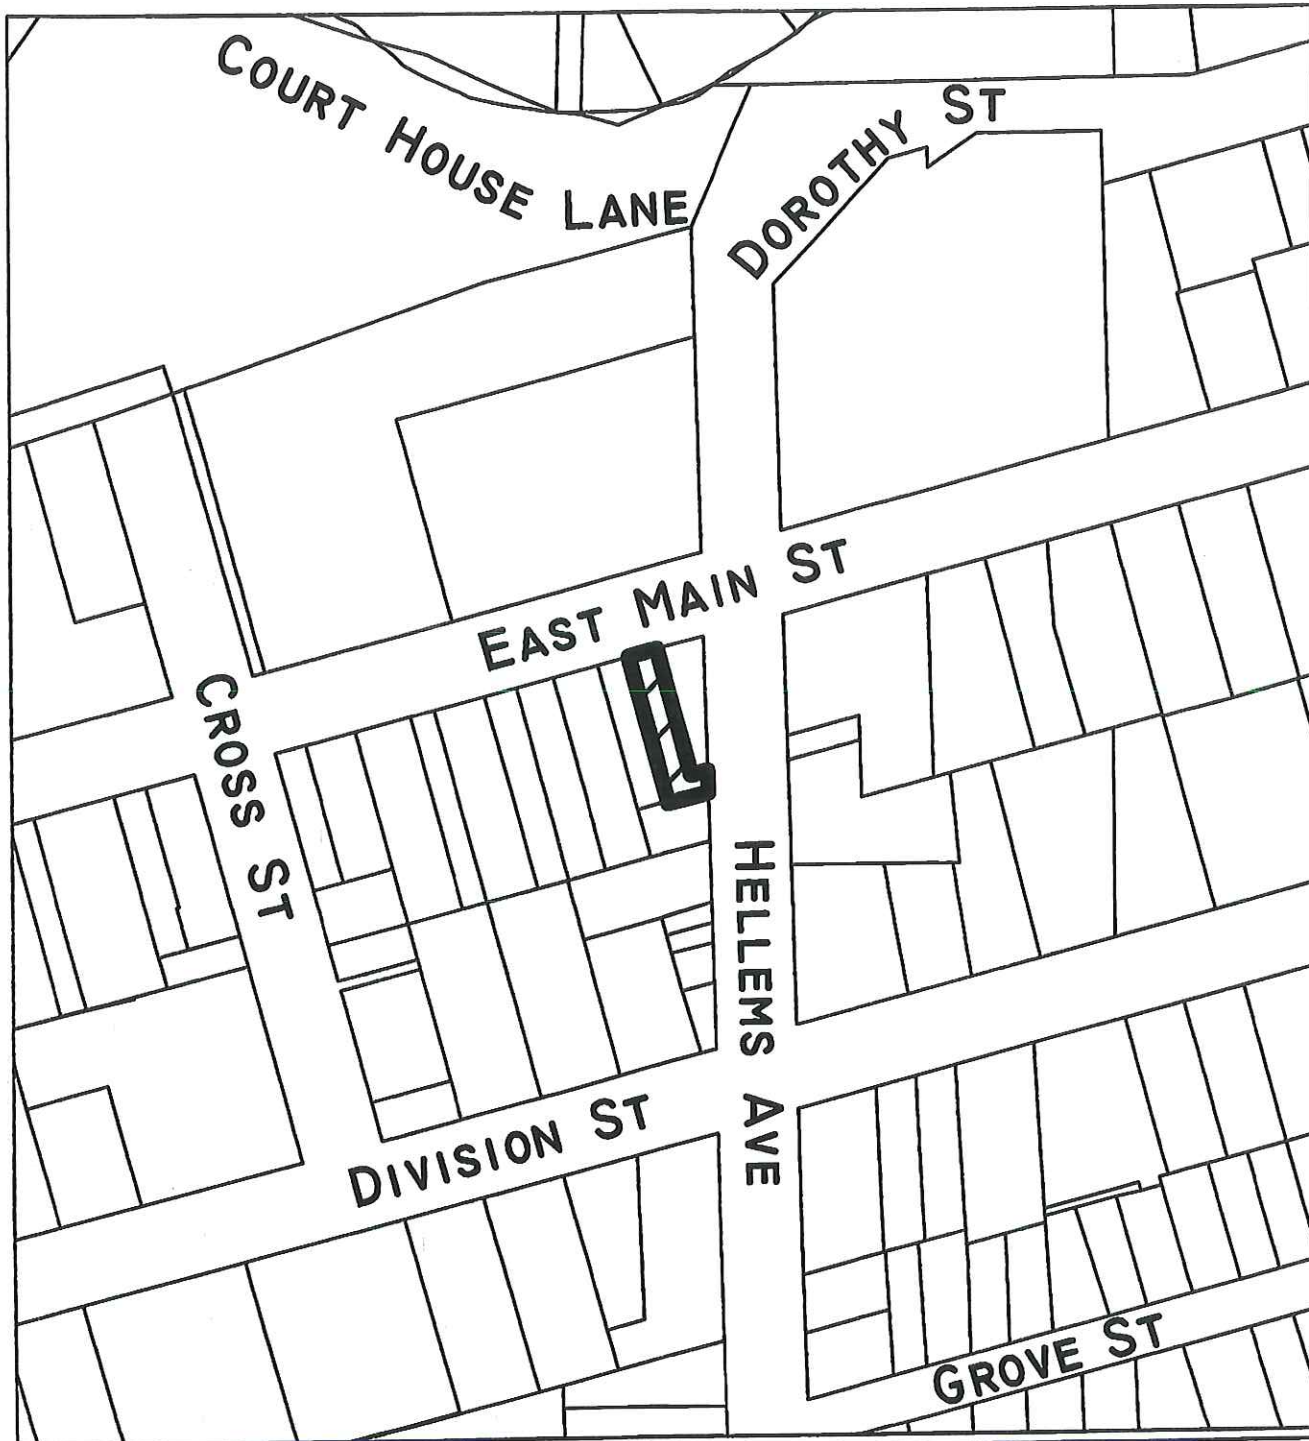 COURT HOUSE LANE
DOROTHY ST
EAST MAIN ST
CROSS ST
HELLEMS AVE
DIVISION ST
GROVE ST